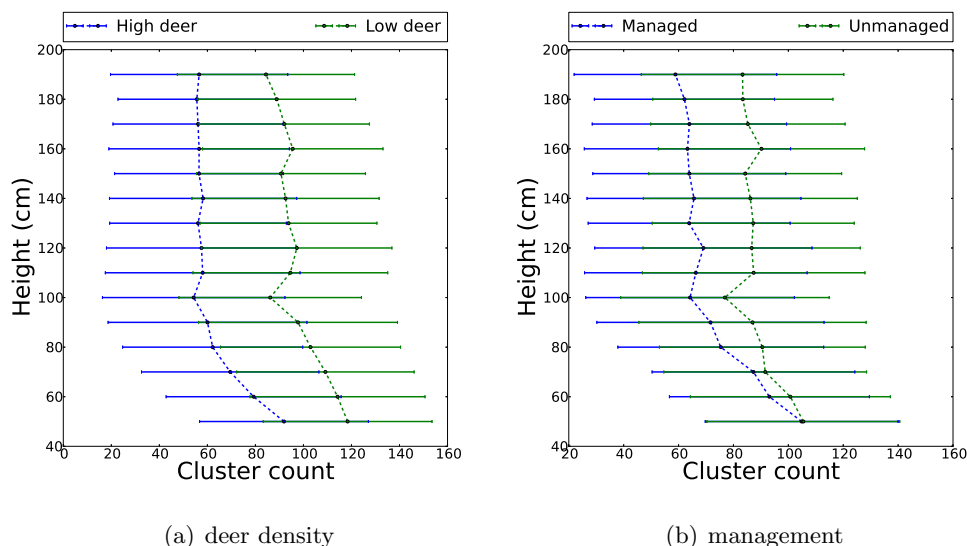 High deer Low deer
200
180
160
140
120
100
80
60
40
Height (cm)
0 20 40 60 80 100 120 140 160
Cluster count
(a) deer density
Managed Unmanaged
200
180
160
140
120
100
80
60
40
Height (cm)
20 40 60 80 100 120 140 160
Cluster count
(b) management